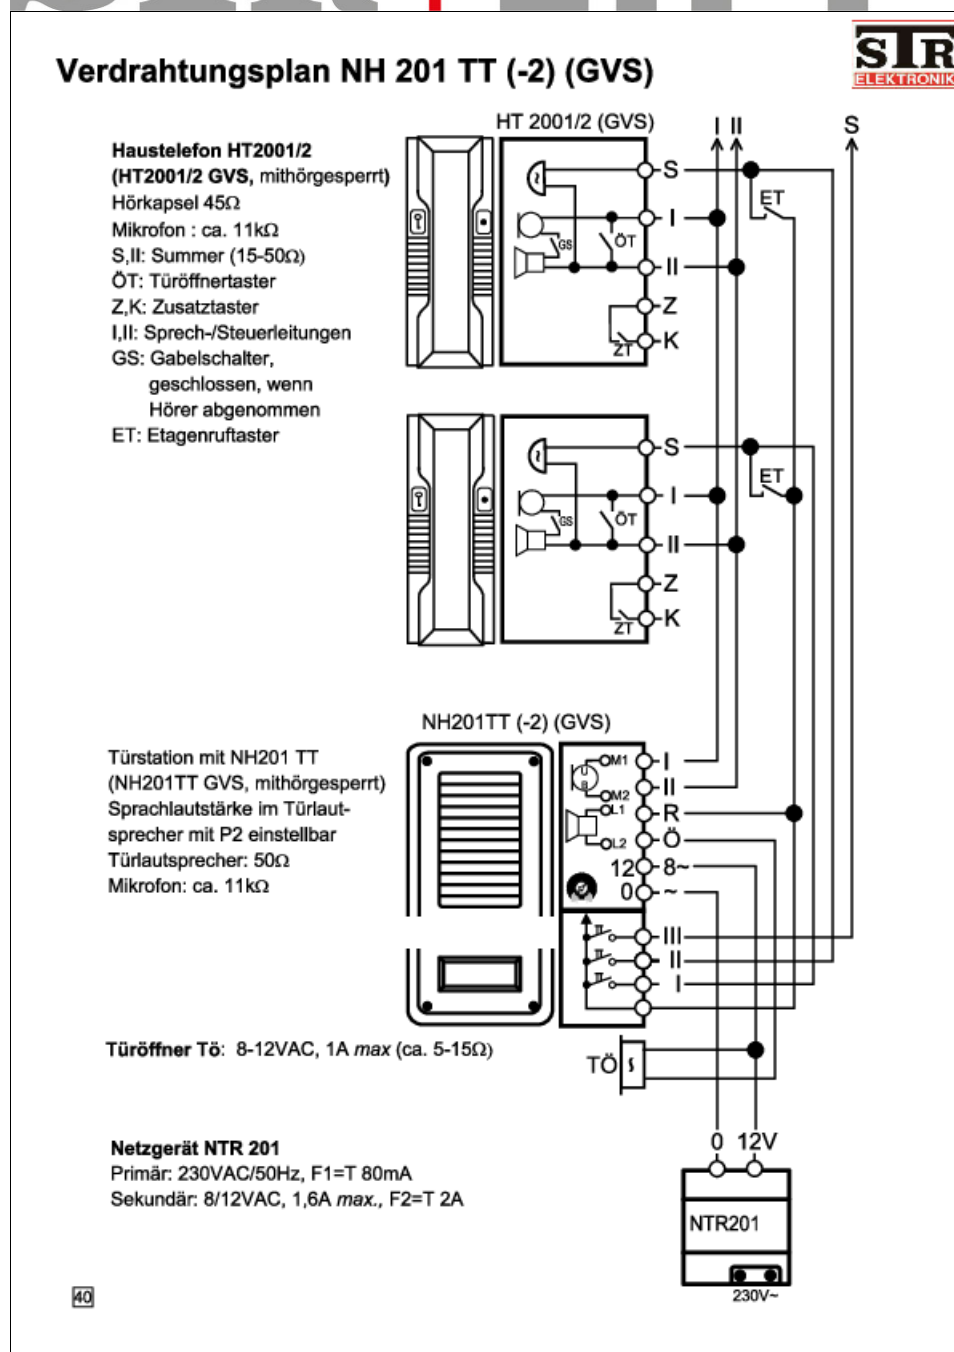 STR
ELEKTRONIK
Verdrahtungsplan NH 201 TT (-2) (GVS)
HT 2001/2 (GVS)
I II
S
Haustelefon HT2001/2
(HT2001/2 GVS, mithörgesperrt)
Hörkapsel 45Ω
Mikrofon : ca. 11kΩ
S,II: Summer (15-50Ω)
ÖT: Türöffnertaster
Z,K: Zusatztaster
I,II: Sprech-/Steuerleitungen
GS: Gabelschalter,
geschlossen, wenn
Hörer abgenommen
ET: Etagenruftaster
S
ET
I
GS
ÖT
II
Z
ZT
K
S
ET
I
GS
ÖT
II
Z
ZT
K
NH201TT (-2) (GVS)
Türstation mit NH201 TT
(NH201TT GVS, mithörgesperrt)
Sprachlautstärke im Türlaut-
sprecher mit P2 einstellbar
Türlautsprecher: 50Ω
Mikrofon: ca. 11kΩ
M1
I
II
M2
L1
R
L2
Ö
12
8~
0
~
III
II
I
Türöffner Tö: 8-12VAC, 1A max (ca. 5-15Ω)
TÖ
Netzgerät NTR 201
Primär: 230VAC/50Hz, F1=T 80mA
Sekundär: 8/12VAC, 1,6A max., F2=T 2A
0 12V
NTR201
230V~
40